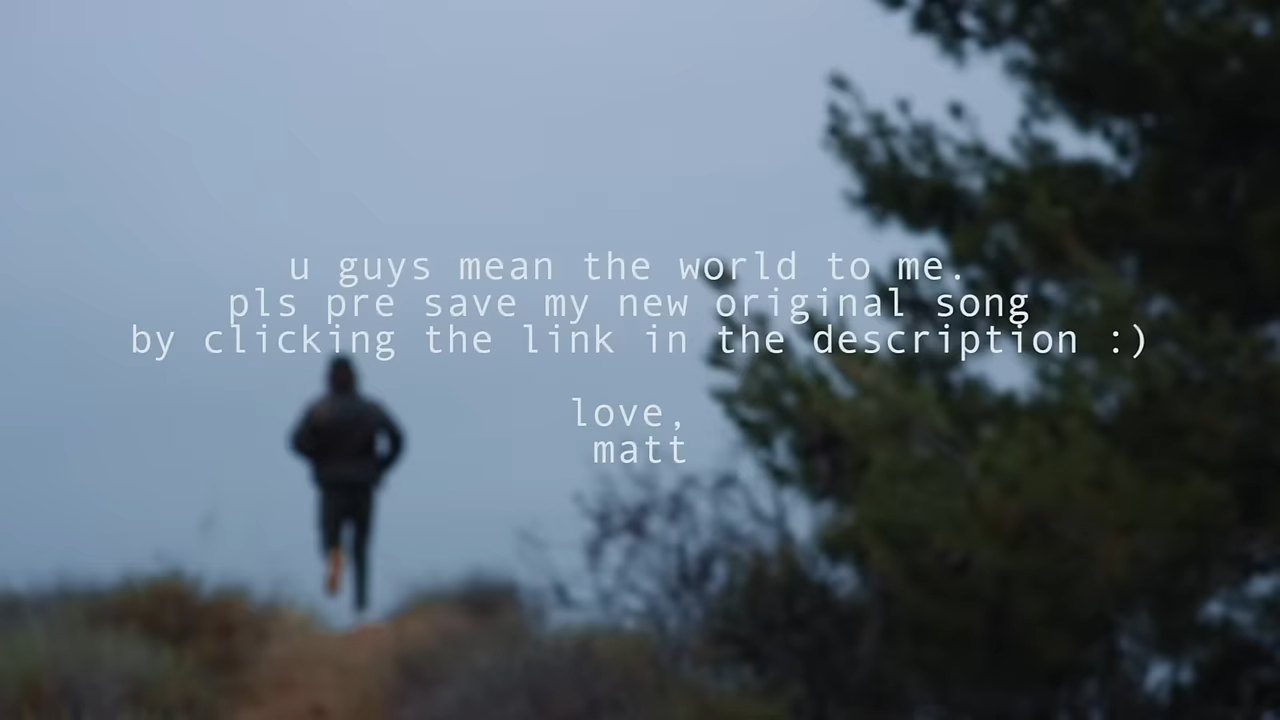 u guys mean the world to me.
pls pre save my new original song
by clicking the link in the description :)
love,
matt